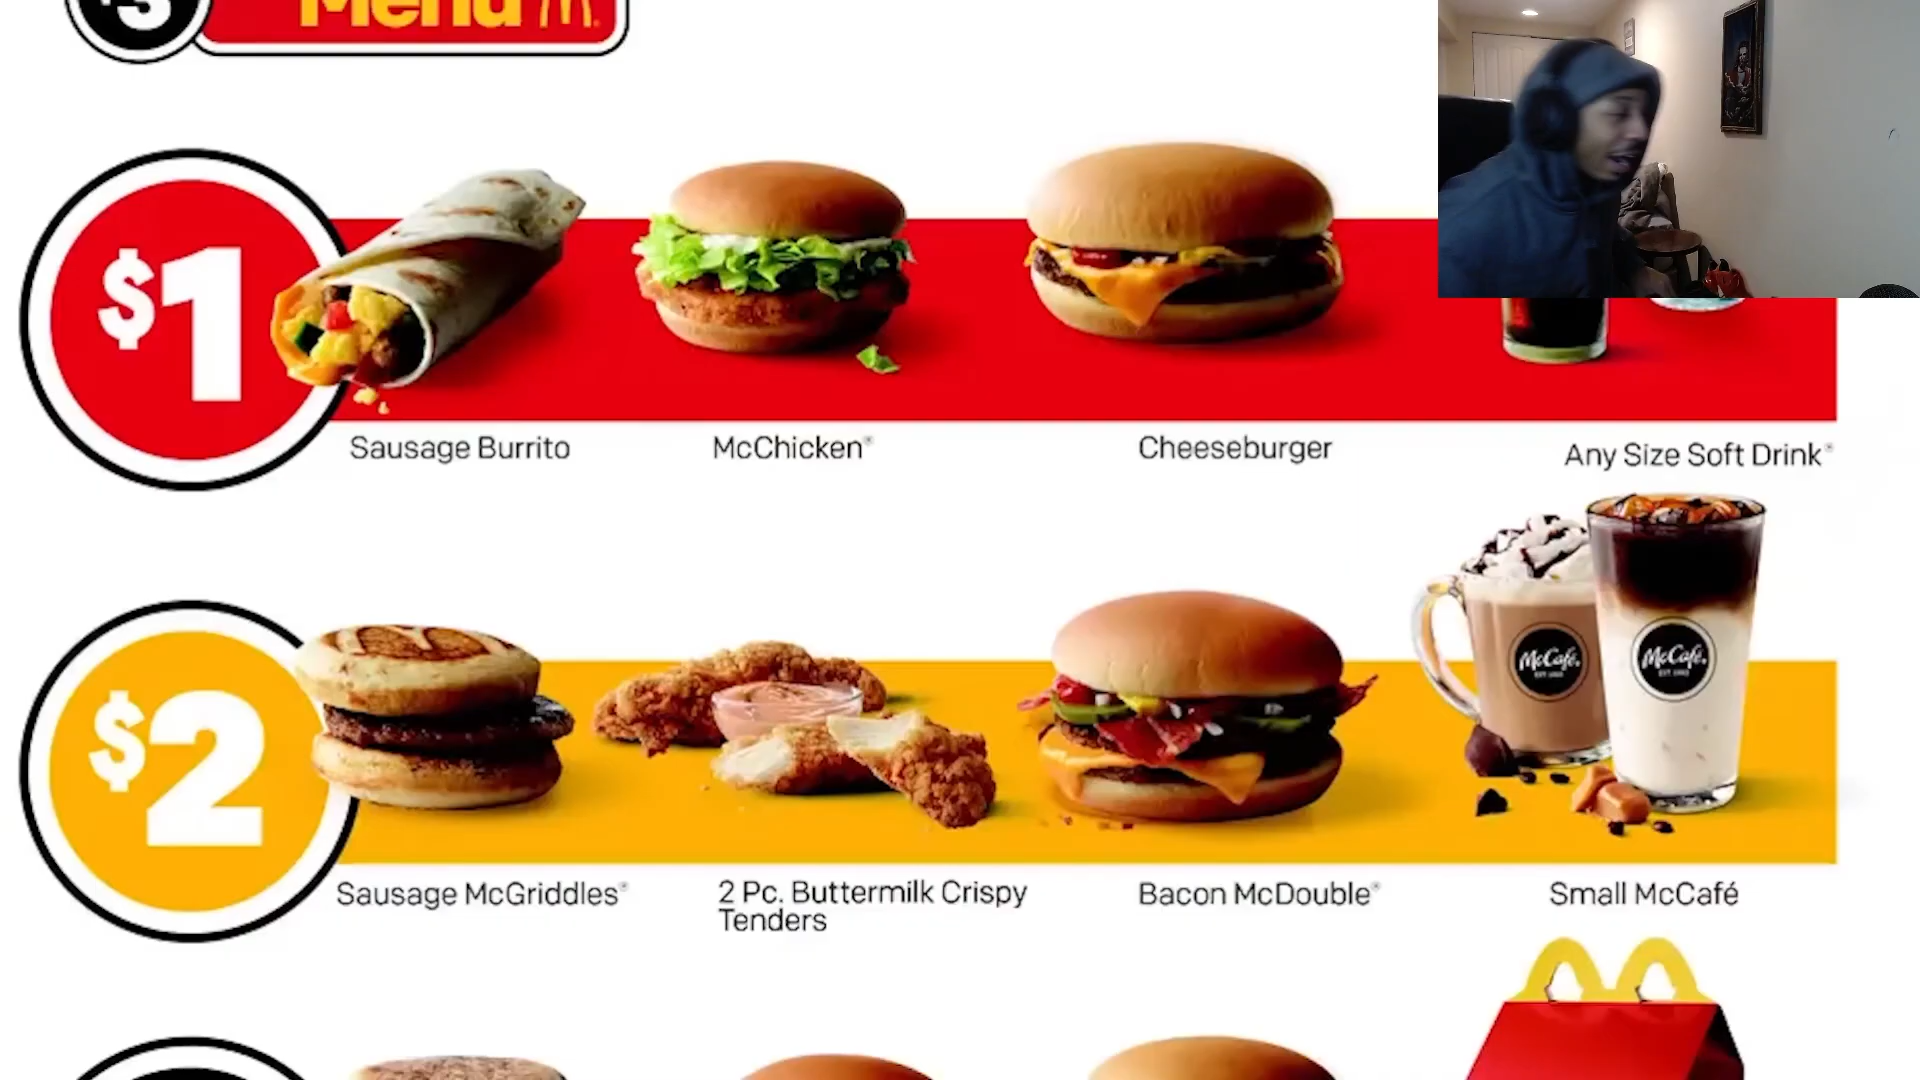 $3
Menu
$1
Sausage Burrito
McChicken®
Cheeseburger
Any Size Soft Drink®
McCafé®
McCafé®
$2
Sausage McGriddles®
2 Pc. Buttermilk Crispy
Tenders
Bacon McDouble®
Small McCafé